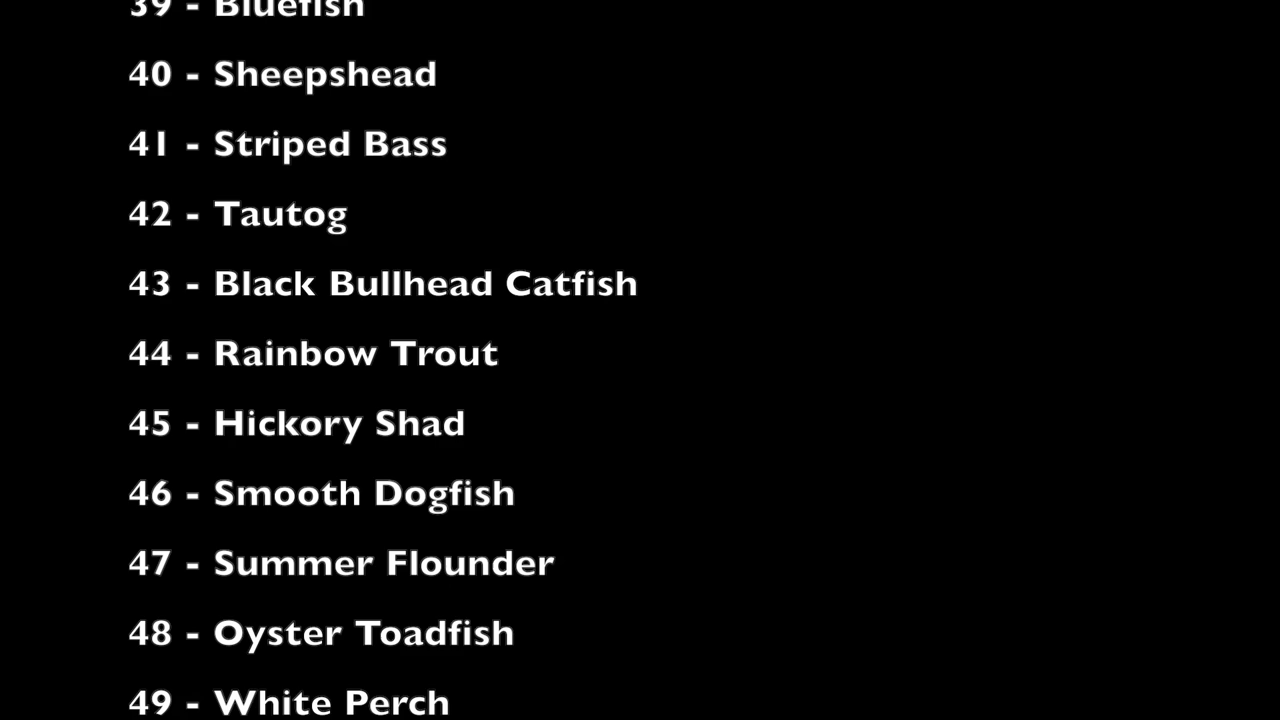 39 - Bluefish
40 - Sheepshead
41 - Striped Bass
42 - Tautog
43 - Black Bullhead Catfish
44 - Rainbow Trout
45 - Hickory Shad
46 - Smooth Dogfish
47 - Summer Flounder
48 - Oyster Toadfish
49 - White Perch